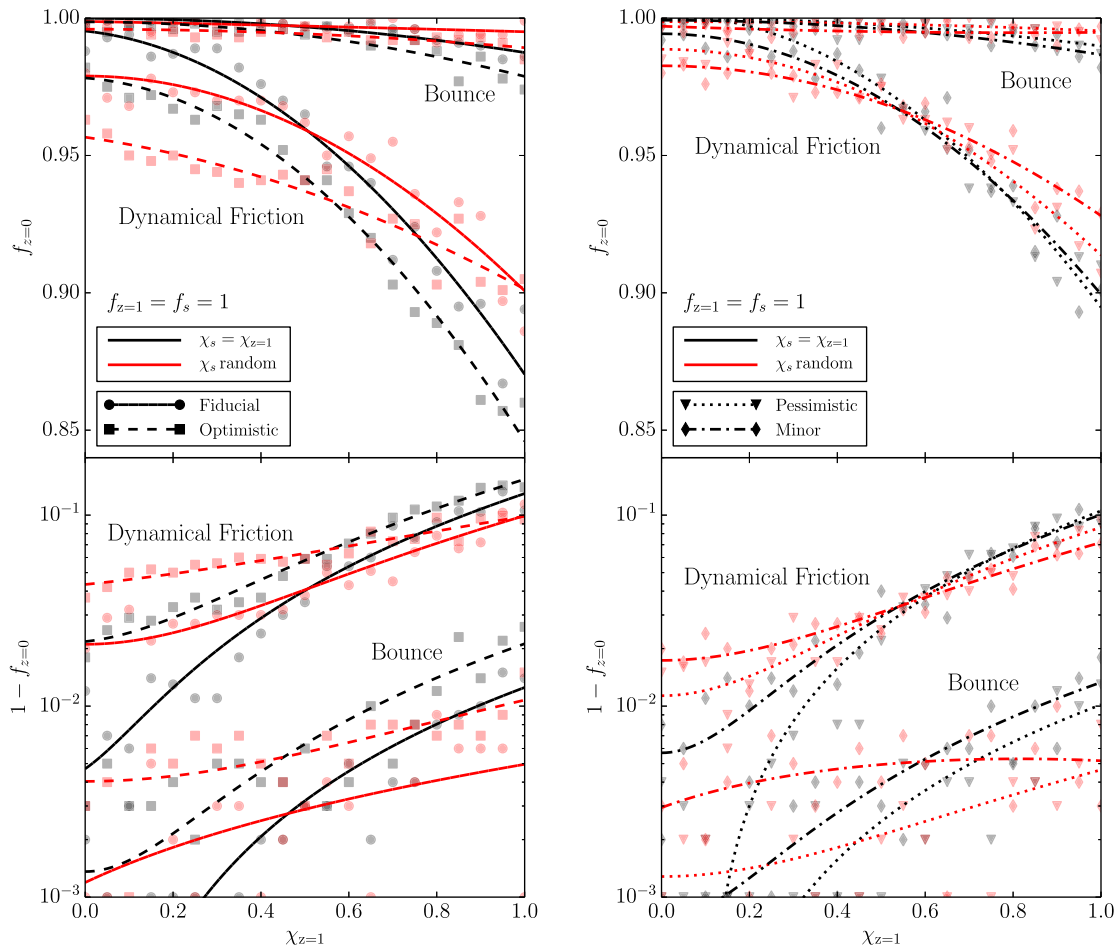 1.00
0.95
0.90
0.85
f_{z=0}
Bounce
Dynamical Friction
f_{z=1} = f_s = 1
χ_s = χ_{z=1}
χ_s random
Fiducial
Optimistic
1.00
0.95
0.90
0.85
f_{z=0}
Bounce
Dynamical Friction
f_{z=1} = f_s = 1
χ_s = χ_{z=1}
χ_s random
Pessimistic
Minor
10^{-1}
10^{-2}
10^{-3}
1 − f_{z=0}
Dynamical Friction
Bounce
0.0 0.2 0.4 0.6 0.8 1.0
χ_{z=1}
10^{-1}
10^{-2}
10^{-3}
1 − f_{z=0}
Dynamical Friction
Bounce
0.0 0.2 0.4 0.6 0.8 1.0
χ_{z=1}